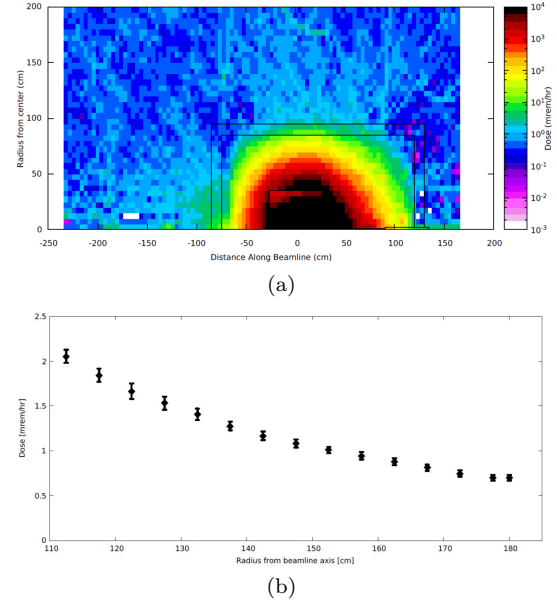 200
150
100
50
0
Radius from center (cm)
-250 -200 -150 -100 -50 0 50 100 150 200
Distance Along Beamline (cm)
10^4
10^3
10^2
10^1
10^0
10^-1
10^-2
10^-3
Dose (mrem/hr)
(a)
2.5
2
1.5
1
0.5
0
Dose [mrem/hr]
110 120 130 140 150 160 170 180
Radius from beamline axis [cm]
(b)